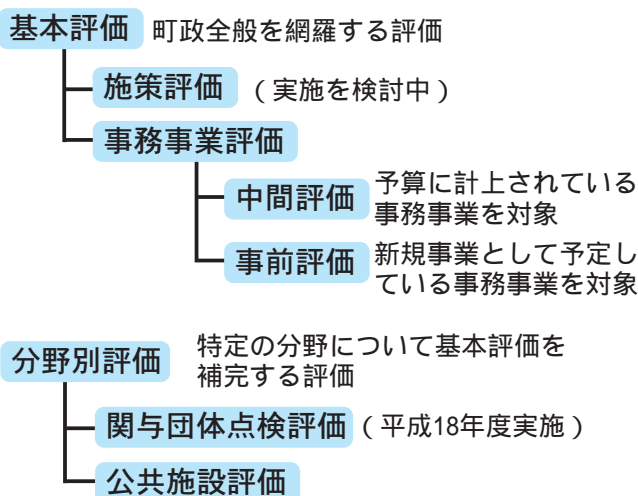 基本評価 町政全般を網羅する評価
施策評価 (実施を検討中)
事務事業評価
中間評価 予算に計上されている
事務事業を対象
事前評価 新規事業として予定し
ている事務事業を対象
分野別評価 特定の分野について基本評価を
補完する評価
関与団体点検評価 (平成18年度実施)
公共施設評価